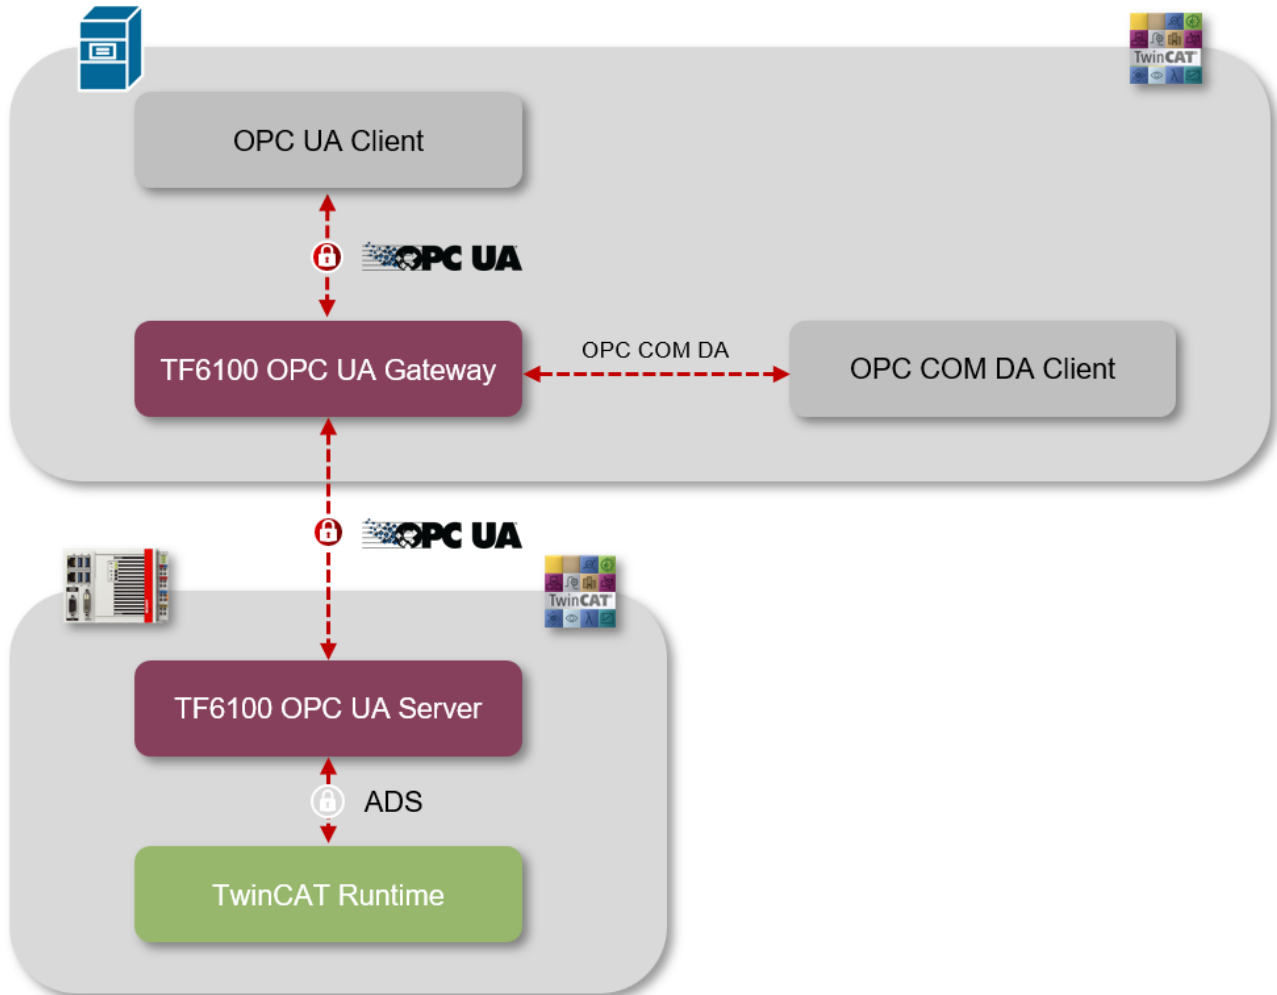 TwinCAT®
OPC UA Client
OPC UA
TF6100 OPC UA Gateway
OPC COM DA
OPC COM DA Client
OPC UA
TwinCAT®
TF6100 OPC UA Server
ADS
TwinCAT Runtime